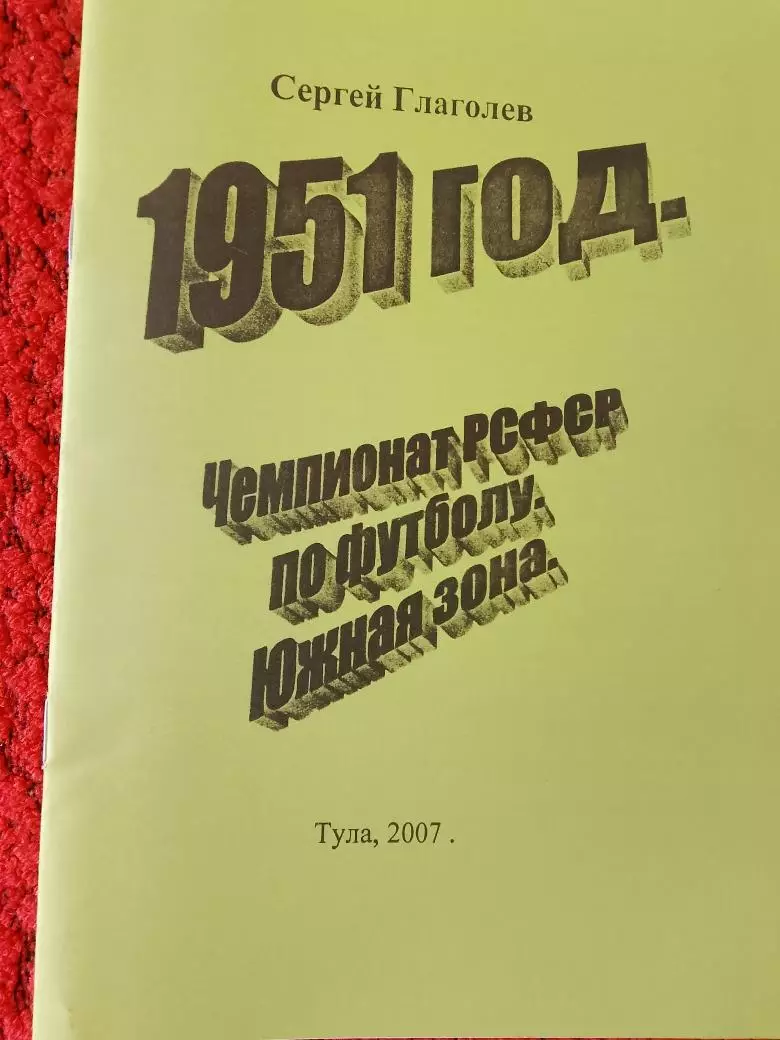 Сергей Глаголев
1951 год.
Чемпионат РСФСР
по футболу.
Южная зона.
Тула, 2007 .